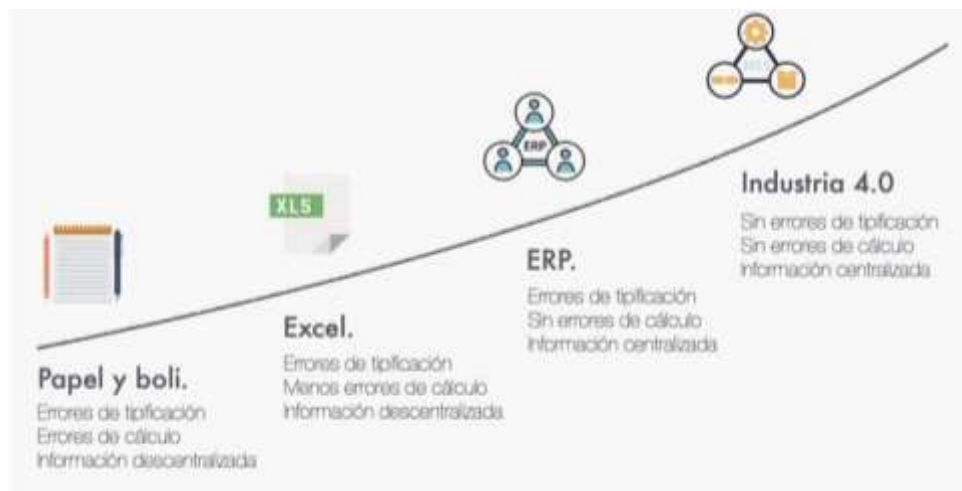 XLS
ERP
Papel y boli.
Errores de tipificación
Errores de cálculo
Información descentralizada
Excel.
Errores de tipificación
Menos errores de cálculo
Información descentralizada
ERP.
Errores de tipificación
Sin errores de cálculo
Información centralizada
Industria 4.0
Sin errores de tipificación
Sin errores de cálculo
Información centralizada